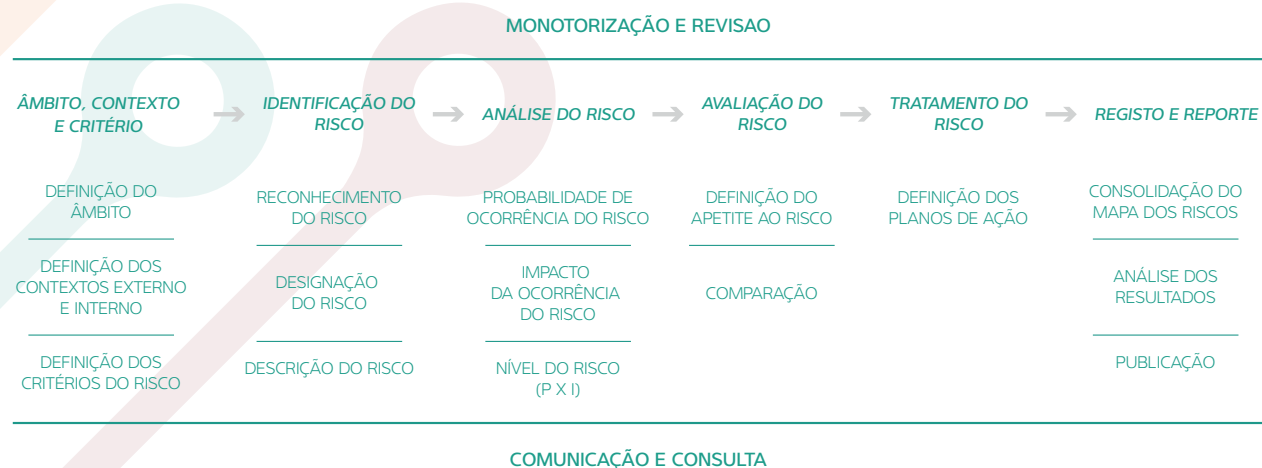 MONOTORIZAÇÃO E REVISAO
ÂMBITO, CONTEXTO
E CRITÉRIO
IDENTIFICAÇÃO DO
RISCO
ANÁLISE DO RISCO
AVALIAÇÃO DO
RISCO
TRATAMENTO DO
RISCO
REGISTO E REPORTE
DEFINIÇÃO DO
ÂMBITO
DEFINIÇÃO DOS
CONTEXTOS EXTERNO
E INTERNO
DEFINIÇÃO DOS
CRITÉRIOS DO RISCO
RECONHECIMENTO
DO RISCO
DESIGNAÇÃO
DO RISCO
DESCRIÇÃO DO RISCO
PROBABILIDADE DE
OCORRÊNCIA DO RISCO
IMPACTO
DA OCORRÊNCIA
DO RISCO
NÍVEL DO RISCO
(P X I)
DEFINIÇÃO DO
APETITE AO RISCO
COMPARAÇÃO
DEFINIÇÃO DOS
PLANOS DE AÇÃO
CONSOLIDAÇÃO DO
MAPA DOS RISCOS
ANÁLISE DOS
RESULTADOS
PUBLICAÇÃO
COMUNICAÇÃO E CONSULTA